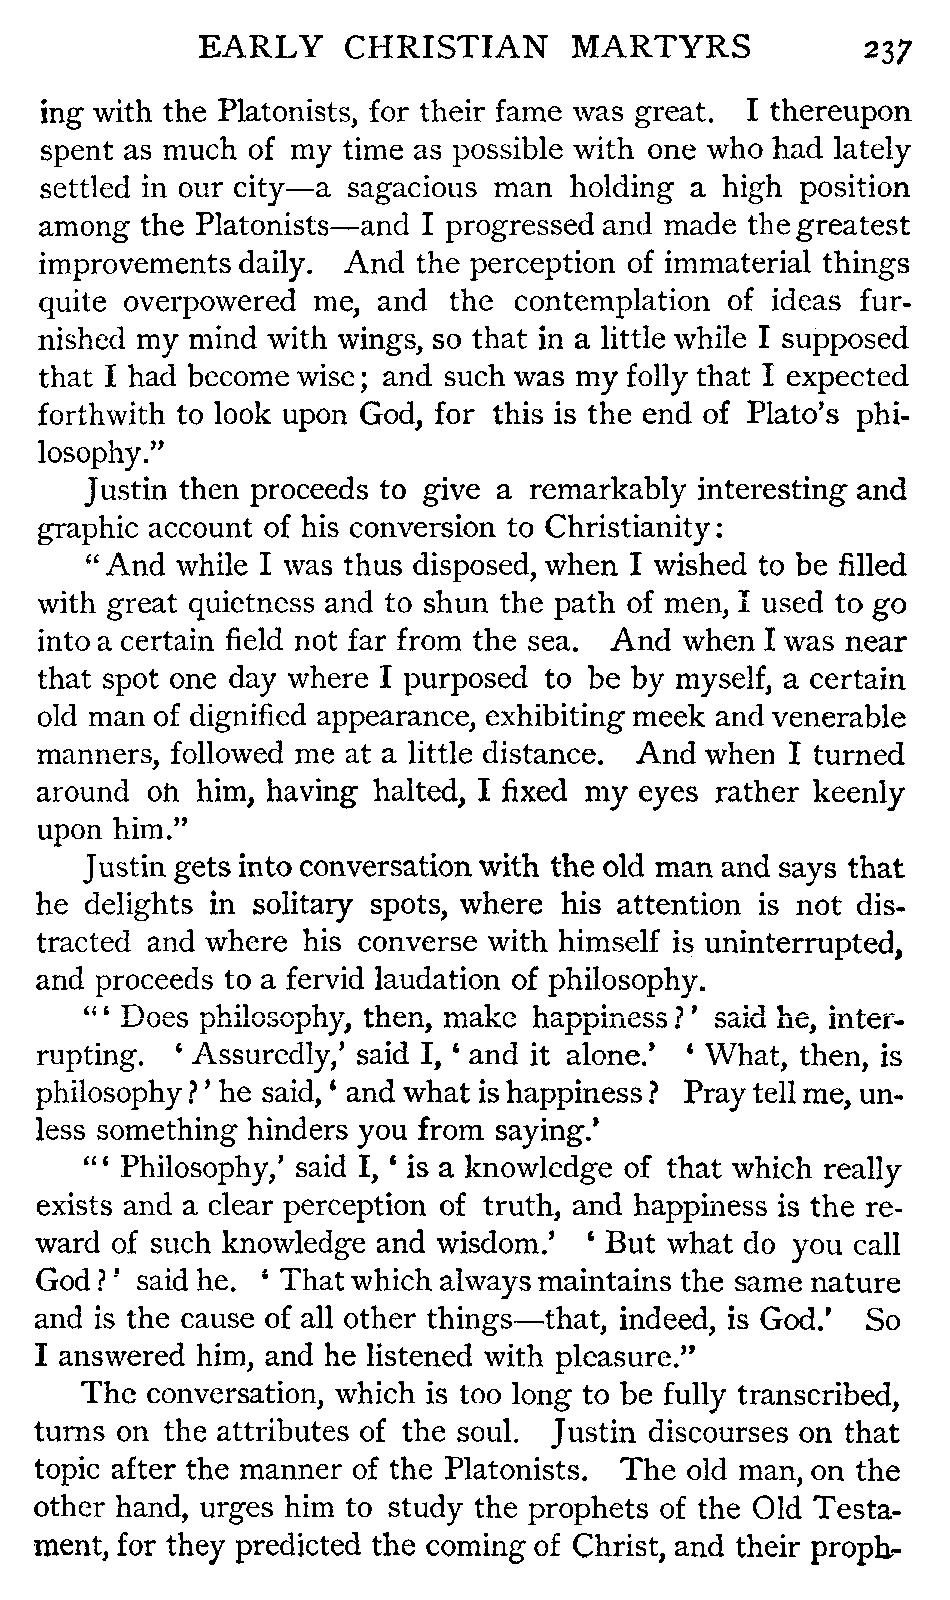 EARLY CHRISTIAN MARTYRS 237
ing with the Platonists, for their fame was great. I thereupon
spent as much of my time as possible with one who had lately
settled in our city—a sagacious man holding a high position
among the Platonists—and I progressed and made the greatest
improvements daily. And the perception of immaterial things
quite overpowered me, and the contemplation of ideas fur-
nished my mind with wings, so that in a little while I supposed
that I had become wise; and such was my folly that I expected
forthwith to look upon God, for this is the end of Plato's phi-
losophy."
Justin then proceeds to give a remarkably interesting and
graphic account of his conversion to Christianity:
"And while I was thus disposed, when I wished to be filled
with great quietness and to shun the path of men, I used to go
into a certain field not far from the sea. And when I was near
that spot one day where I purposed to be by myself, a certain
old man of dignified appearance, exhibiting meek and venerable
manners, followed me at a little distance. And when I turned
around on him, having halted, I fixed my eyes rather keenly
upon him."
Justin gets into conversation with the old man and says that
he delights in solitary spots, where his attention is not dis-
tracted and where his converse with himself is uninterrupted,
and proceeds to a fervid laudation of philosophy.
"'Does philosophy, then, make happiness?' said he, inter-
rupting. 'Assuredly,' said I, 'and it alone.' 'What, then, is
philosophy?' he said, 'and what is happiness? Pray tell me, un-
less something hinders you from saying.'
"'Philosophy,' said I, 'is a knowledge of that which really
exists and a clear perception of truth, and happiness is the re-
ward of such knowledge and wisdom.' 'But what do you call
God?' said he. 'That which always maintains the same nature
and is the cause of all other things—that, indeed, is God.' So
I answered him, and he listened with pleasure."
The conversation, which is too long to be fully transcribed,
turns on the attributes of the soul. Justin discourses on that
topic after the manner of the Platonists. The old man, on the
other hand, urges him to study the prophets of the Old Testa-
ment, for they predicted the coming of Christ, and their proph-